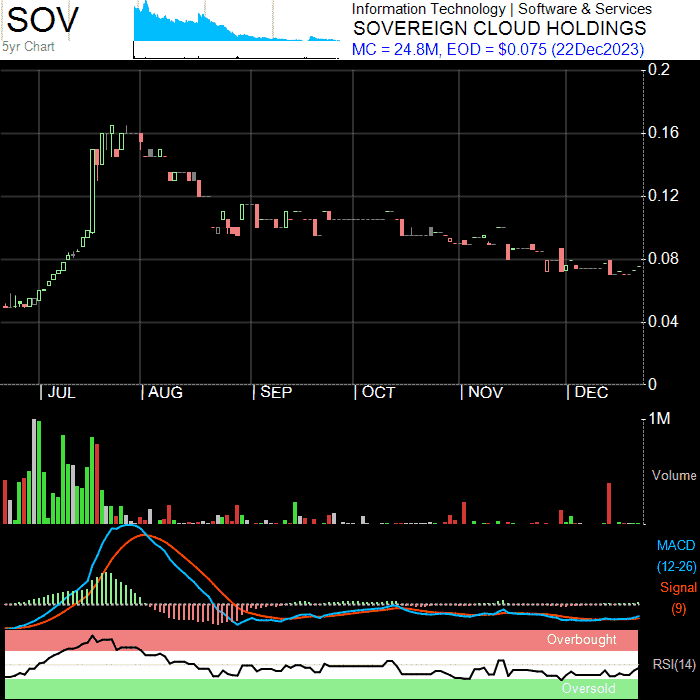 SOV
5yr Chart
Information Technology | Software & Services
SOVEREIGN CLOUD HOLDINGS
MC = 24.8M, EOD = $0.075 (22Dec2023)
0.2
0.16
0.12
0.08
0.04
0
|JUL |AUG |SEP |OCT |NOV |DEC
1M
Volume
MACD
(12-26)
Signal
(9)
Overbought
RSI(14)
Oversold